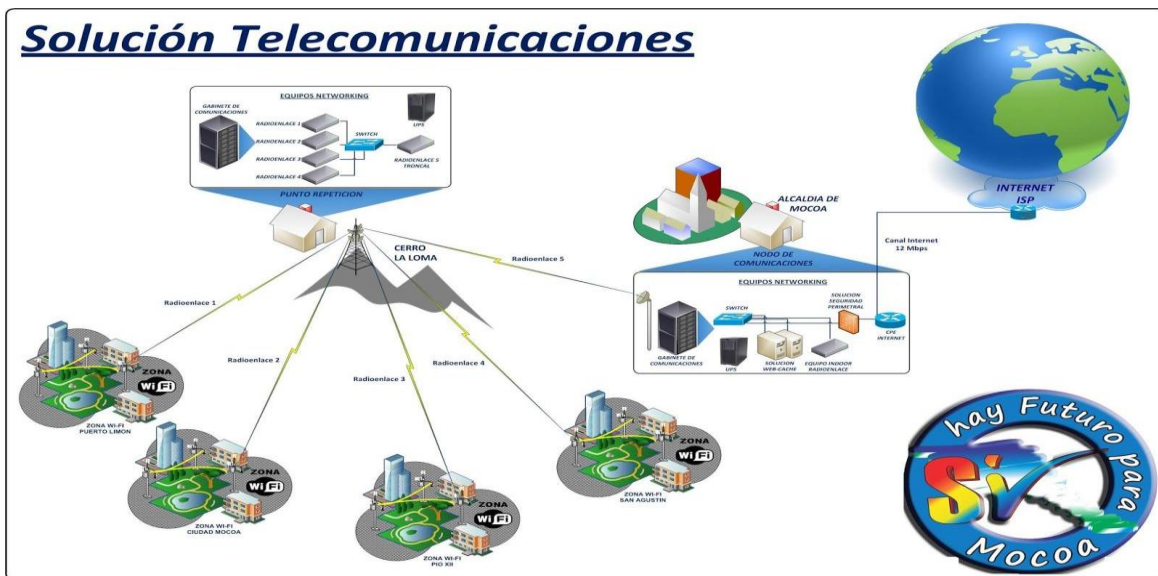 Solución Telecomunicaciones
EQUIPOS NETWORKING
GABINETE DE
COMUNICACIONES
RADIOENLACE 1
RADIOENLACE 2
RADIOENLACE 3
RADIOENLACE 4
SWITCH
UPS
RADIOENLACE 5
TRONCAL
PUNTO REPETICION
CERRO
LA LOMA
Radioenlace 1
Radioenlace 2
Radioenlace 3
Radioenlace 4
Radioenlace 5
ZONA
WiFi
ZONA WI-FI
PUERTO LIMON
ZONA
WiFi
ZONA WI-FI
CIUDAD MOCOA
ZONA
WiFi
ZONA WI-FI
PIO XII
ZONA
WiFi
ZONA WI-FI
SAN AGUSTIN
ALCALDIA DE
MOCOA
NODO DE
COMUNICACIONES
EQUIPOS NETWORKING
SWITCH
SOLUCION
SEGURIDAD
PERIMETRAL
GABINETE DE
COMUNICACIONES
UPS
SOLUCION
WEB-CACHE
EQUIPO INDOOR
RADIOENLACE
CPE
INTERNET
Canal Internet
12 Mbps
INTERNET
ISP
hay Futuro para
Si
Mocoa